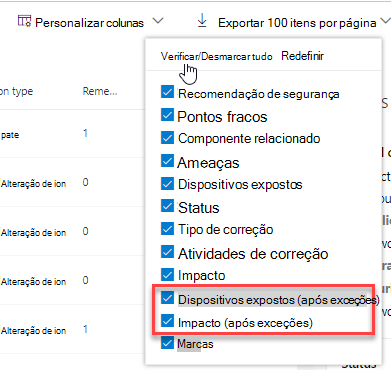 Personalizar colunas
Exportar 100 itens por página
Verificar/Desmarcar tudo Redefinir
on type Reme...
Recomendação de segurança
Pontos fracos
pate 1
Componente relacionado
Ameaças
Alteração de ion 0
Dispositivos expostos
Status
Tipo de correção
Alteração de ion 0
Atividades de correção
Impacto
Alteração de ion 0
Dispositivos expostos (após exceções)
Impacto (após exceções)
Alteração de ion 1
Marcas
Status